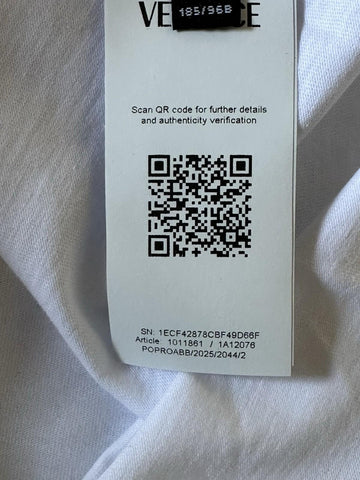 VE CE
185/96B
Scan QR code for further details
and authenticity verification
SN: 1ECF42878CBF49D66F
Article: 1011861 / 1A12076
POPROABB/2025/2044/2